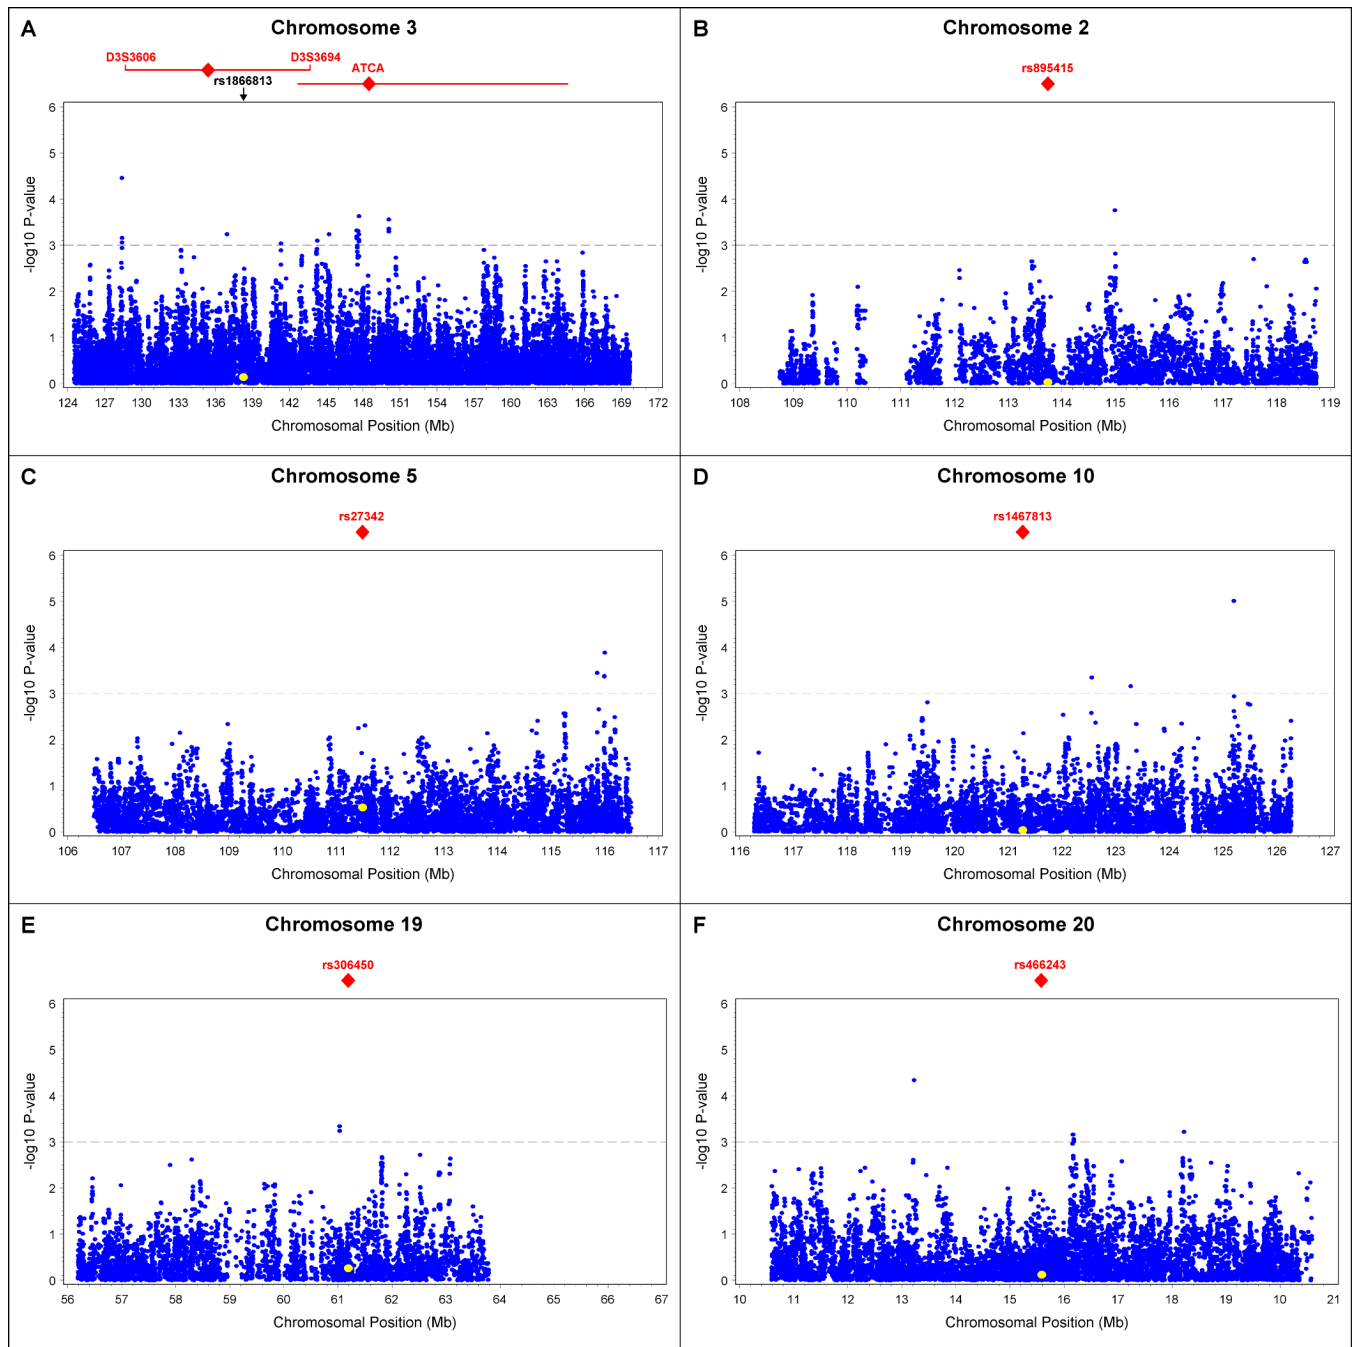 A
Chromosome 3
D3S3606
D3S3694
rs1866813
ATCA
6
5
4
3
2
1
0
-log10 P-value
124 127 130 133 136 139 142 145 148 151 154 157 160 163 166 169 172
Chromosomal Position (Mb)
B
Chromosome 2
rs895415
6
5
4
3
2
1
0
-log10 P-value
108 109 110 111 112 113 114 115 116 117 118 119
Chromosomal Position (Mb)
C
Chromosome 5
rs27342
6
5
4
3
2
1
0
-log10 P-value
106 107 108 109 110 111 112 113 114 115 116 117
Chromosomal Position (Mb)
D
Chromosome 10
rs1467813
6
5
4
3
2
1
0
-log10 P-value
116 117 118 119 120 121 122 123 124 125 126 127
Chromosomal Position (Mb)
E
Chromosome 19
rs306450
6
5
4
3
2
1
0
-log10 P-value
56 57 58 59 60 61 62 63 64 65 66 67
Chromosomal Position (Mb)
F
Chromosome 20
rs466243
6
5
4
3
2
1
0
-log10 P-value
10 11 12 13 14 15 16 17 18 19 10 21
Chromosomal Position (Mb)